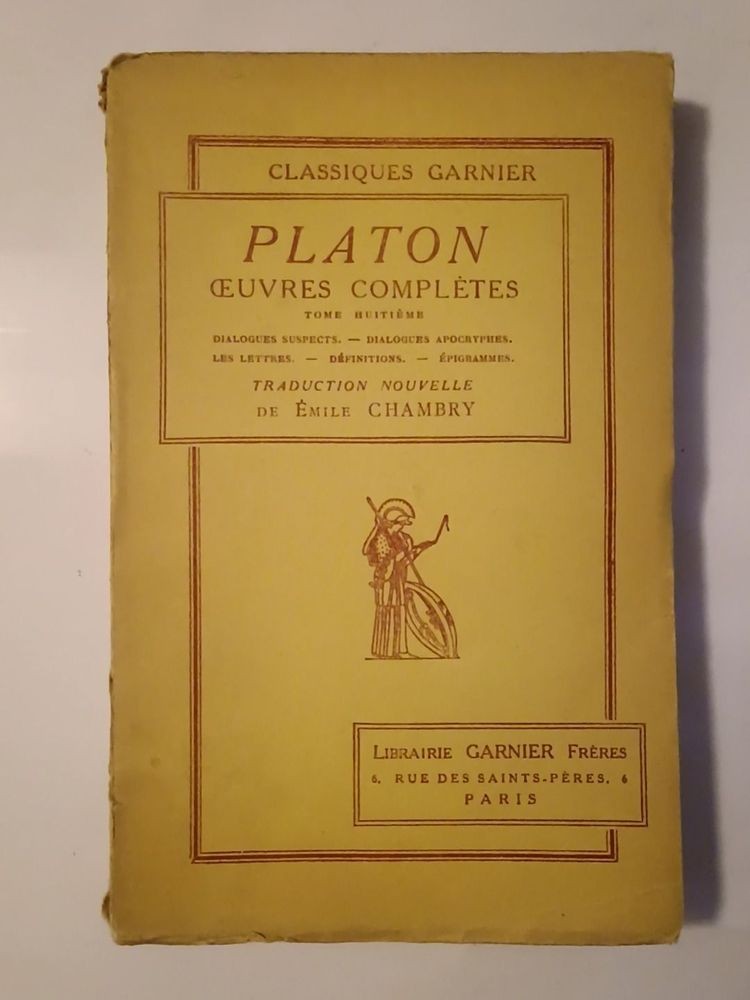 CLASSIQUES GARNIER
PLATON
ŒUVRES COMPLÈTES
TOME HUITIÈME
DIALOGUES SUSPECTS. — DIALOGUES APOCRYPHES.
LES LETTRES. — DÉFINITIONS. — ÉPIGRAMMES.
TRADUCTION NOUVELLE
DE ÉMILE CHAMBRY
LIBRAIRIE GARNIER FRÈRES
6, RUE DES SAINTS-PÈRES, 6
PARIS